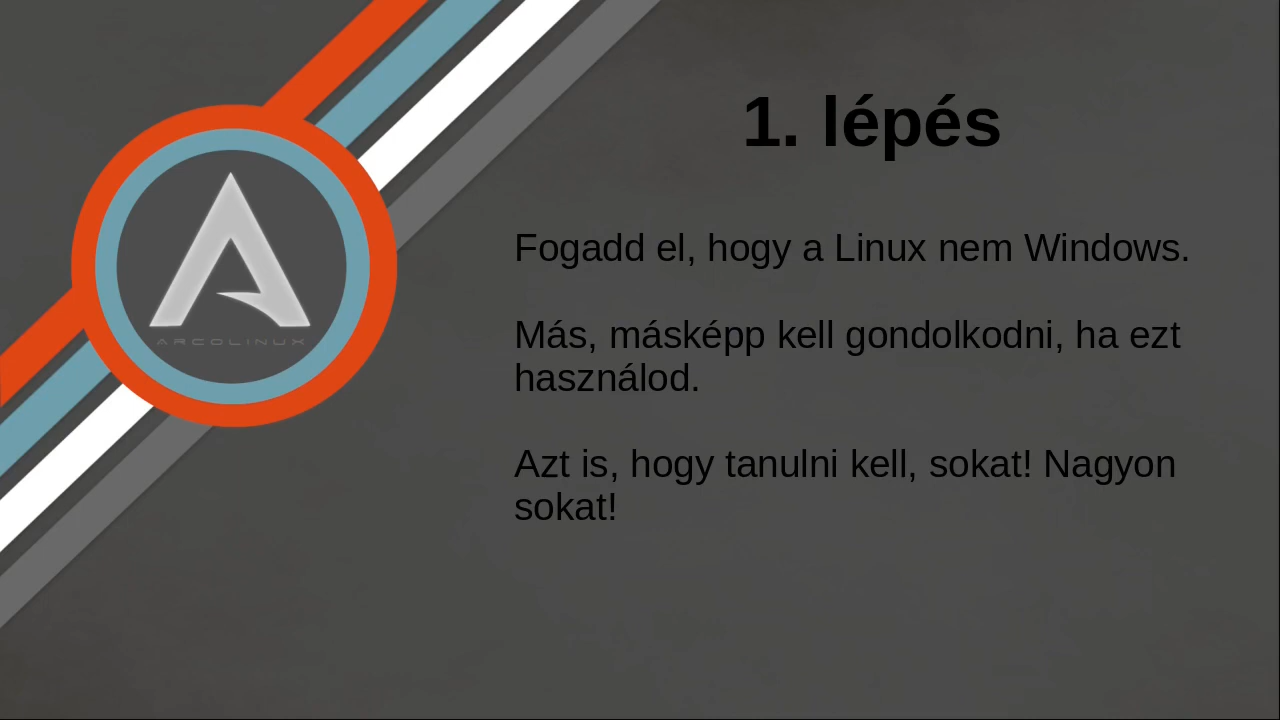 1. lépés
ARCOLINUX
Fogadd el, hogy a Linux nem Windows.
Más, másképp kell gondolkodni, ha ezt
használod.
Azt is, hogy tanulni kell, sokat! Nagyon
sokat!